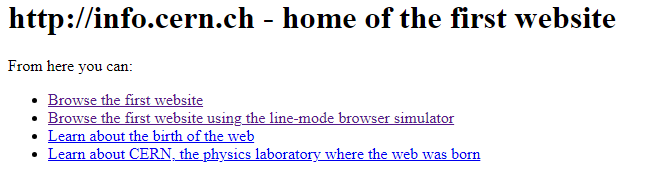 http://info.cern.ch - home of the first website
From here you can:
Browse the first website
Browse the first website using the line-mode browser simulator
Learn about the birth of the web
Learn about CERN, the physics laboratory where the web was born